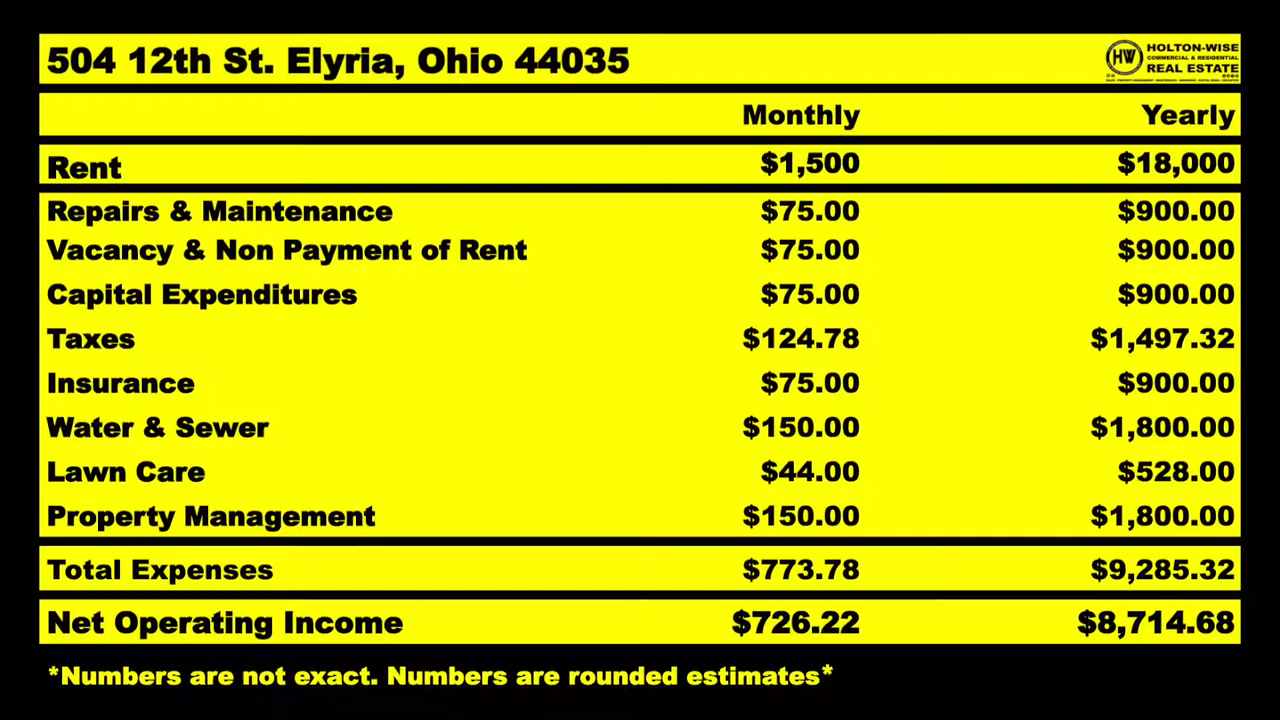 504 12th St. Elyria, Ohio 44035
HOLTON-WISE
COMMERCIAL & RESIDENTIAL
REAL ESTATE
HW
Monthly Yearly
Rent $1,500 $18,000
Repairs & Maintenance $75.00 $900.00
Vacancy & Non Payment of Rent $75.00 $900.00
Capital Expenditures $75.00 $900.00
Taxes $124.78 $1,497.32
Insurance $75.00 $900.00
Water & Sewer $150.00 $1,800.00
Lawn Care $44.00 $528.00
Property Management $150.00 $1,800.00
Total Expenses $773.78 $9,285.32
Net Operating Income $726.22 $8,714.68
*Numbers are not exact. Numbers are rounded estimates*